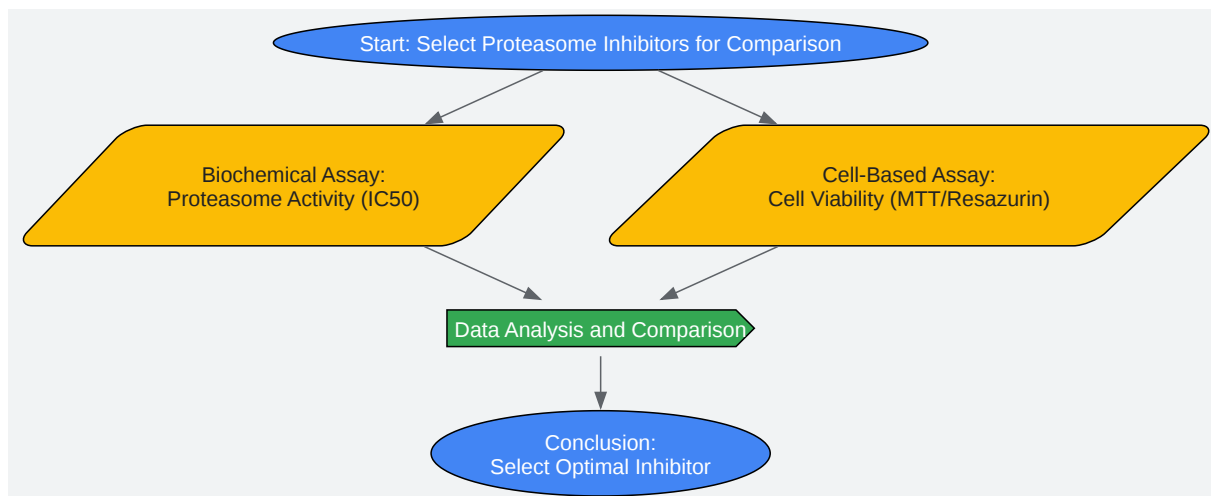 Start: Select Proteasome Inhibitors for Comparison
Biochemical Assay:
Proteasome Activity (IC50)
Cell-Based Assay:
Cell Viability (MTT/Resazurin)
Data Analysis and Comparison
Conclusion:
Select Optimal Inhibitor